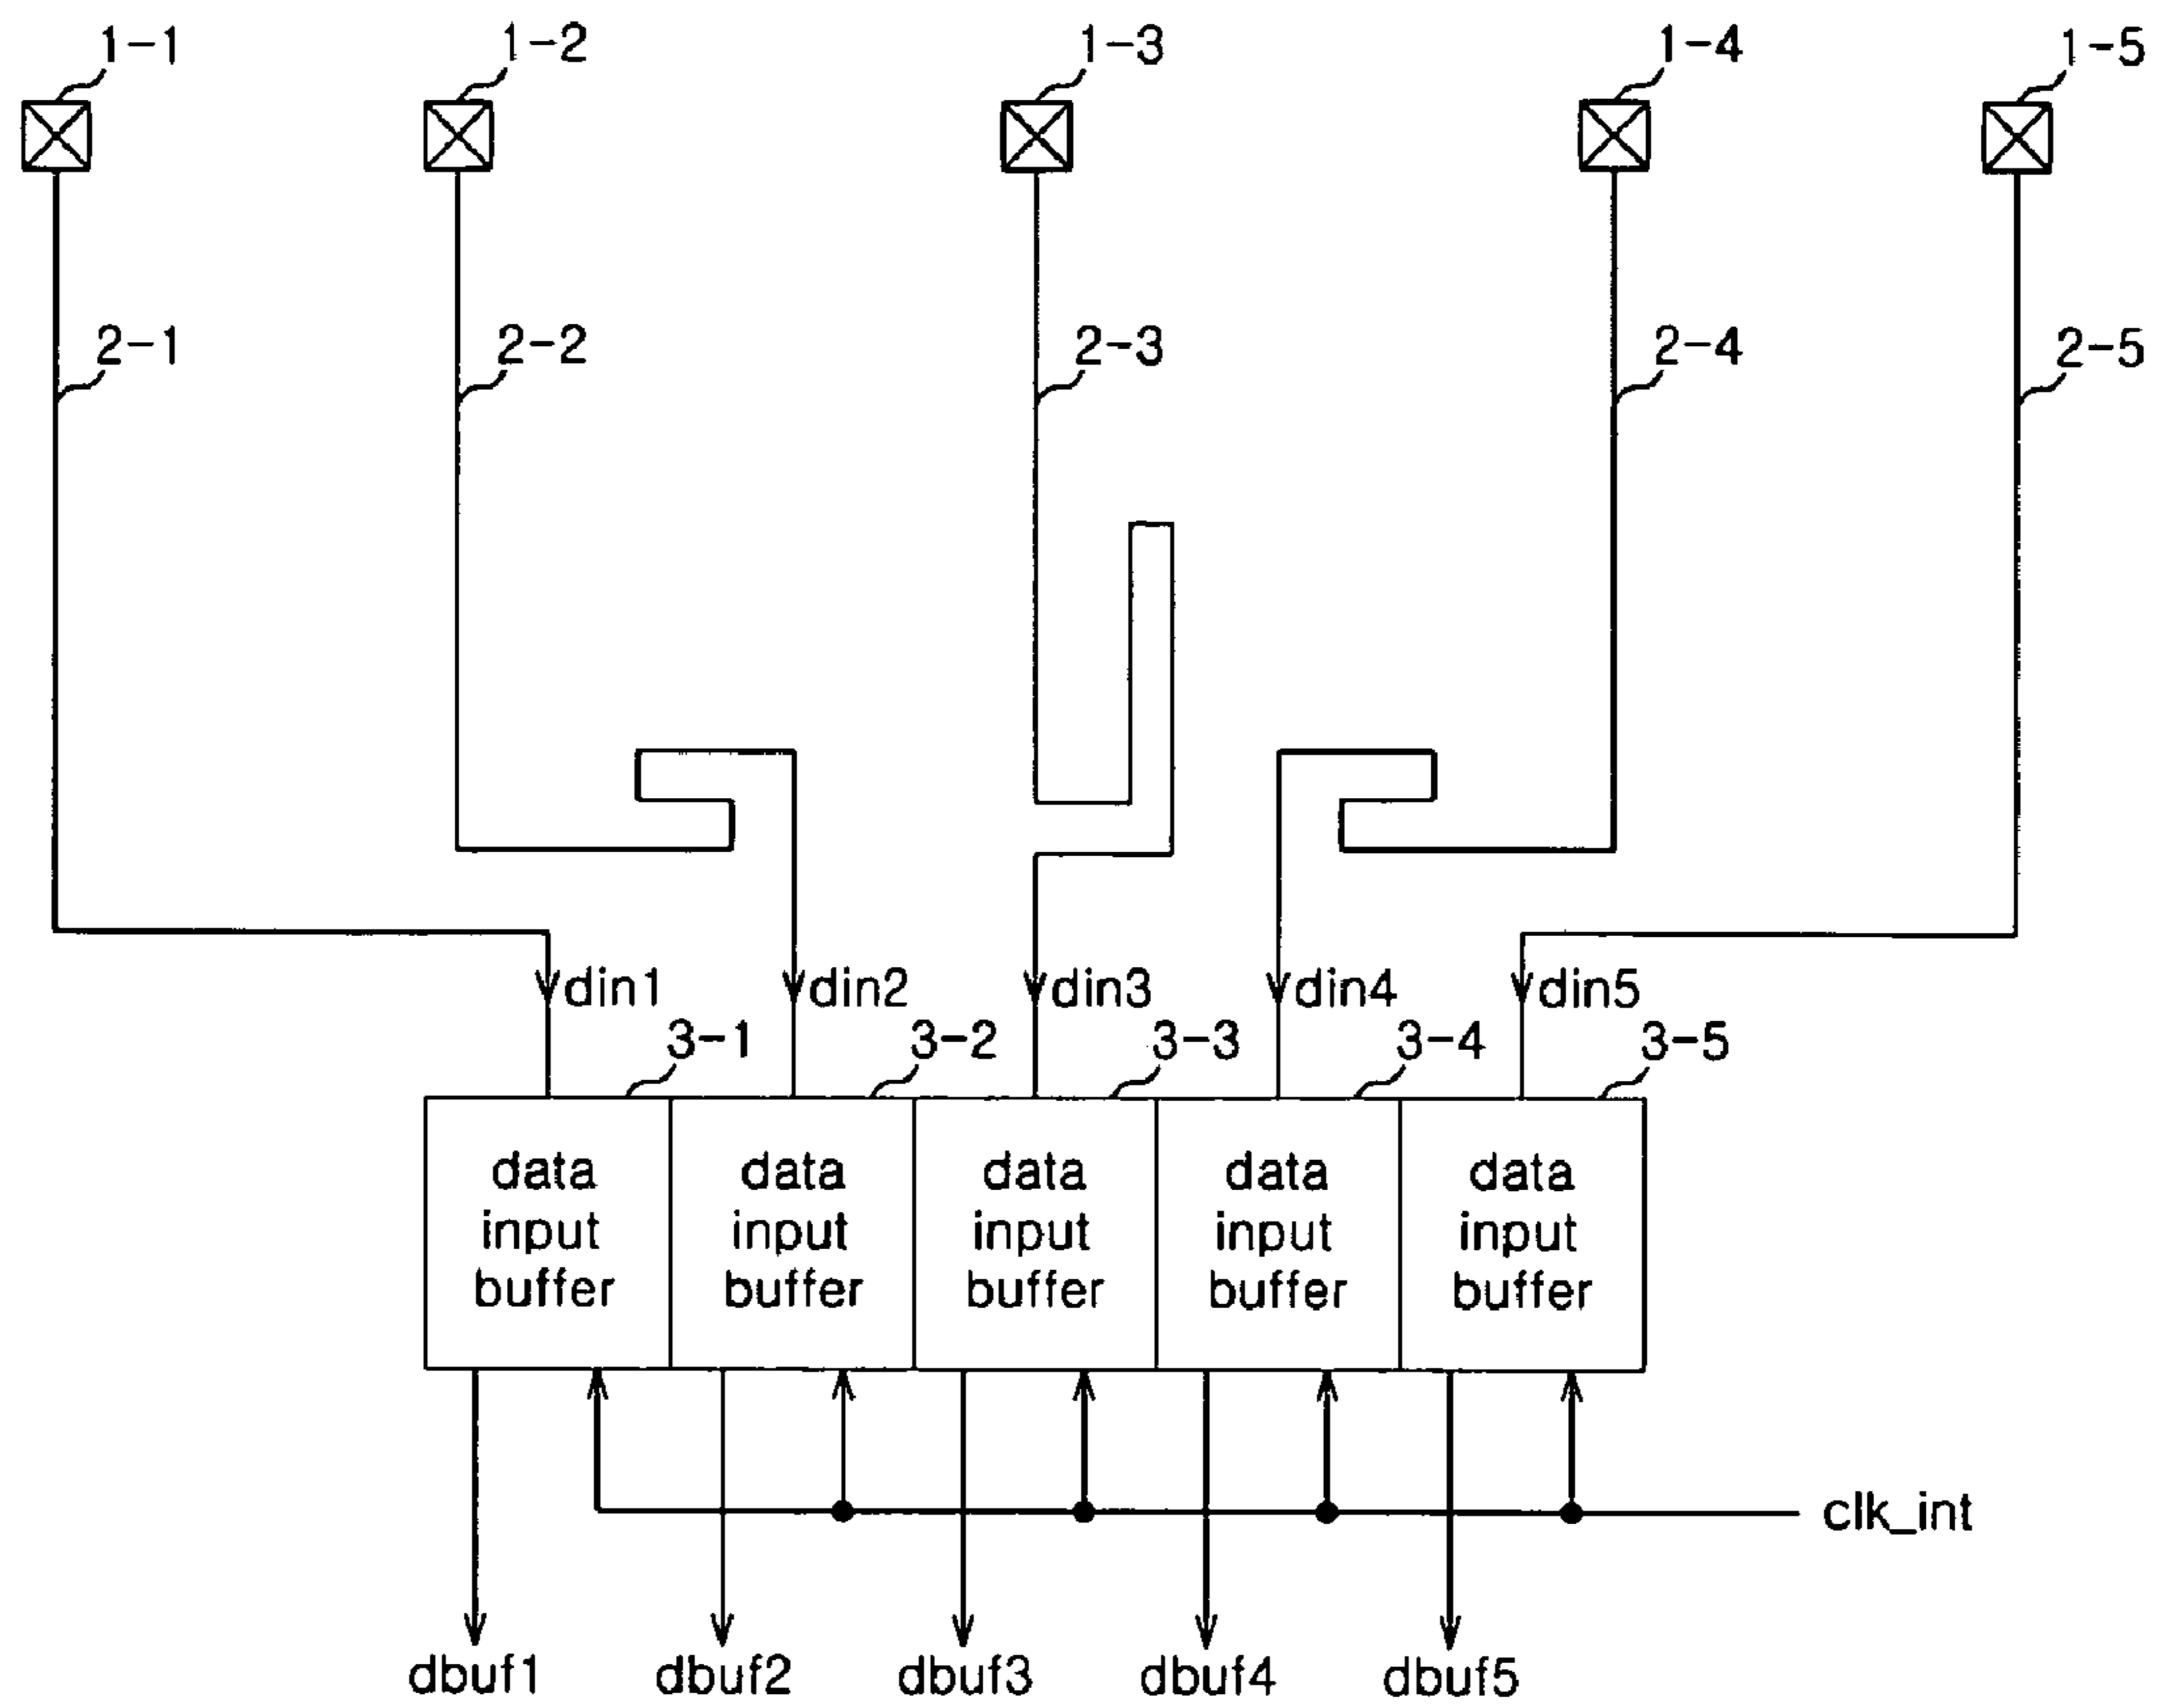 1-1
1-2
1-3
1-4
1-5
2-1
2-2
2-3
2-4
2-5
din1
din2
din3
din4
din5
3-1
3-2
3-3
3-4
3-5
data
input
buffer
data
input
buffer
data
input
buffer
data
input
buffer
data
input
buffer
clk_int
dbuf1
dbuf2
dbuf3
dbuf4
dbuf5